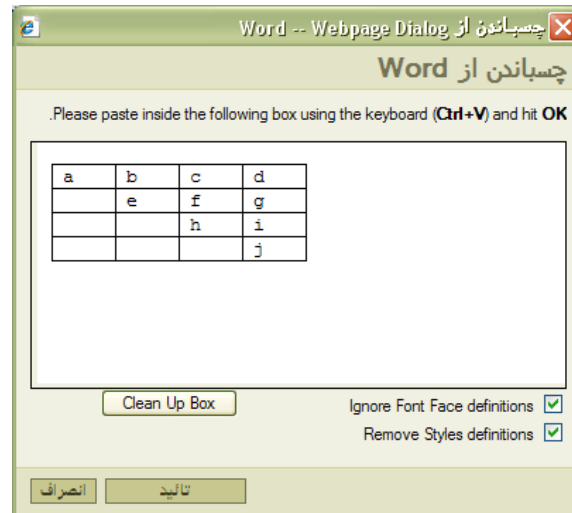 چسباندن از Word -- Webpage Dialog
چسباندن از Word
.Please paste inside the following box using the keyboard (Ctrl+V) and hit OK
a b c d
e f g
h i
j
Clean Up Box
Ignore Font Face definitions
Remove Styles definitions
انصراف
تائید